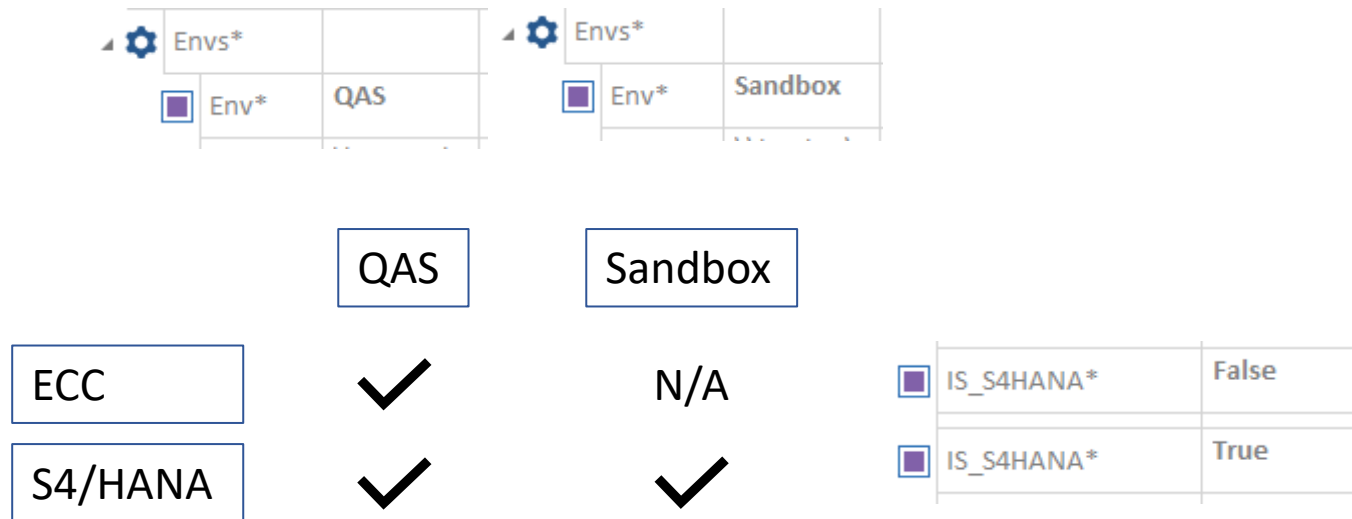 Envs*
Envs*
Env* QAS
Env* Sandbox
QAS Sandbox
ECC N/A
IS_S4HANA* False
IS_S4HANA* True
S4/HANA